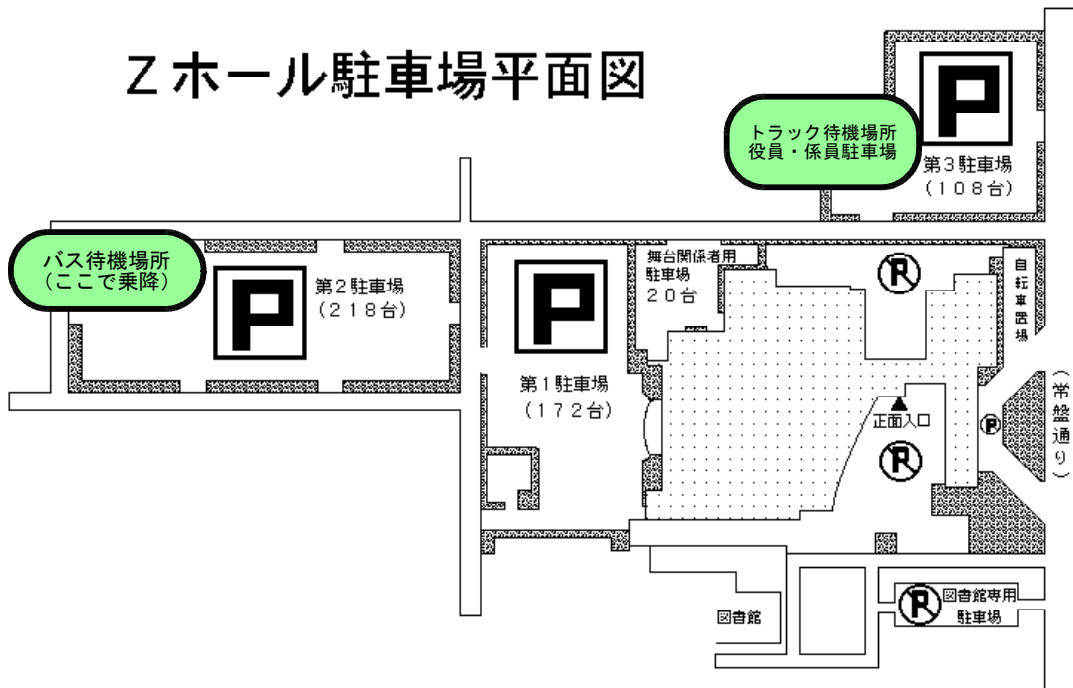 Zホール駐車場平面図
P
トラック待機場所
役員・係員駐車場
第3駐車場
(108台)
バス待機場所
(ここで乗降)
P
第2駐車場
(218台)
P
第1駐車場
(172台)
舞台関係者用
駐車場
20台
P
自転車置場
(常盤通り)
正面入口
P
P
図書館
P
図書館専用
駐車場